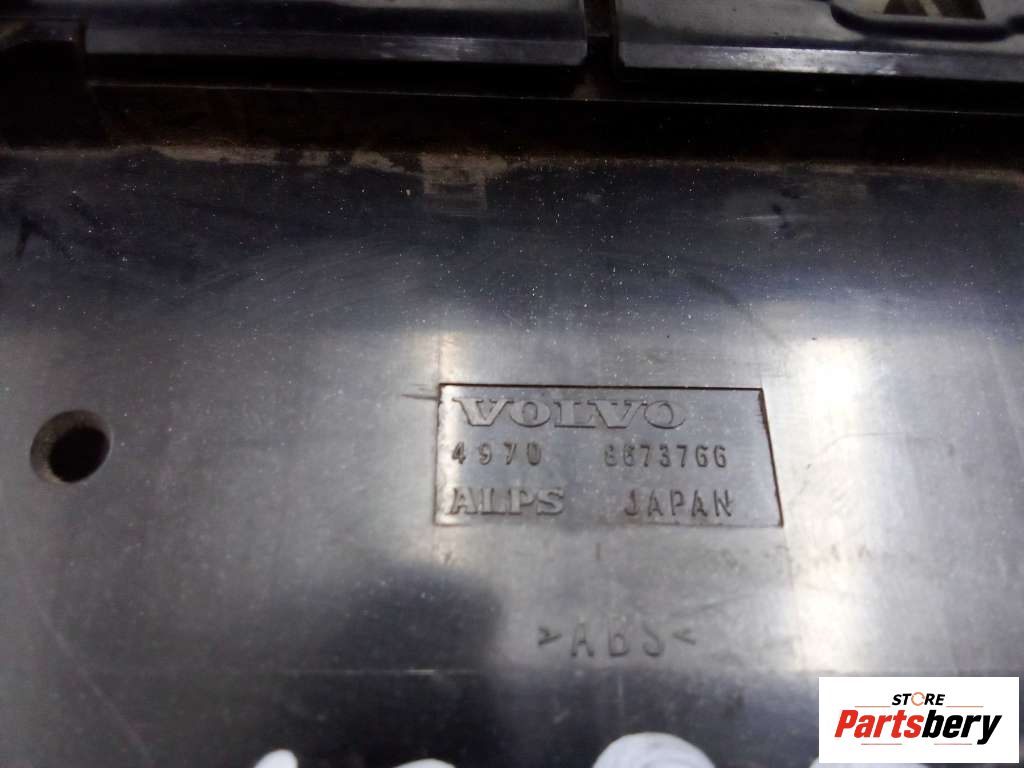 VOLVO
4970 8673766
ALPS JAPAN
>ABS<
STORE
Partsbery